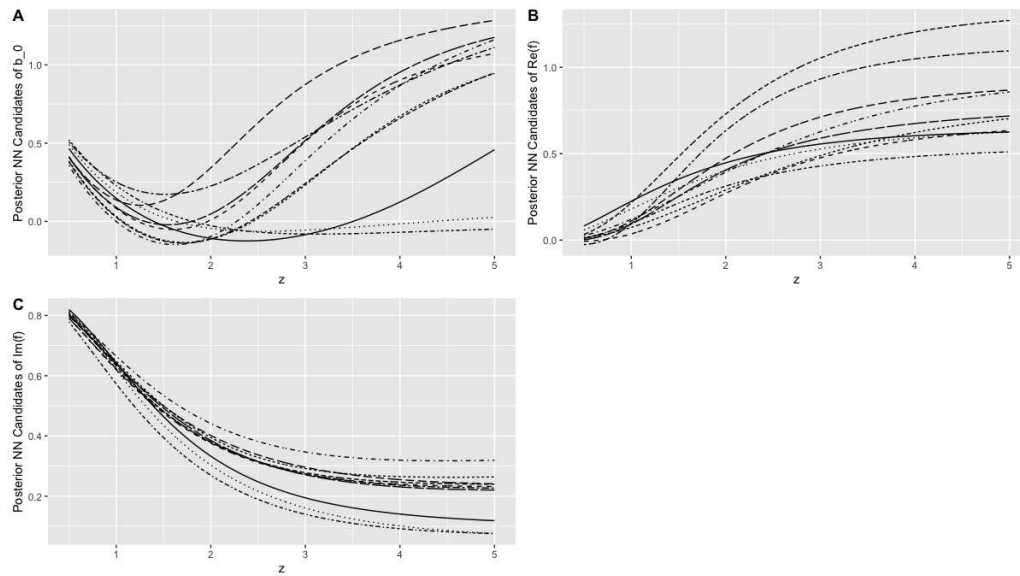 A
Posterior NN Candidates of b_0
1.0
0.5
0.0
1 2 3 4 5
z
B
Posterior NN Candidates of Re(f)
1.0
0.5
0.0
1 2 3 4 5
z
C
Posterior NN Candidates of Im(f)
0.8
0.6
0.4
0.2
1 2 3 4 5
z